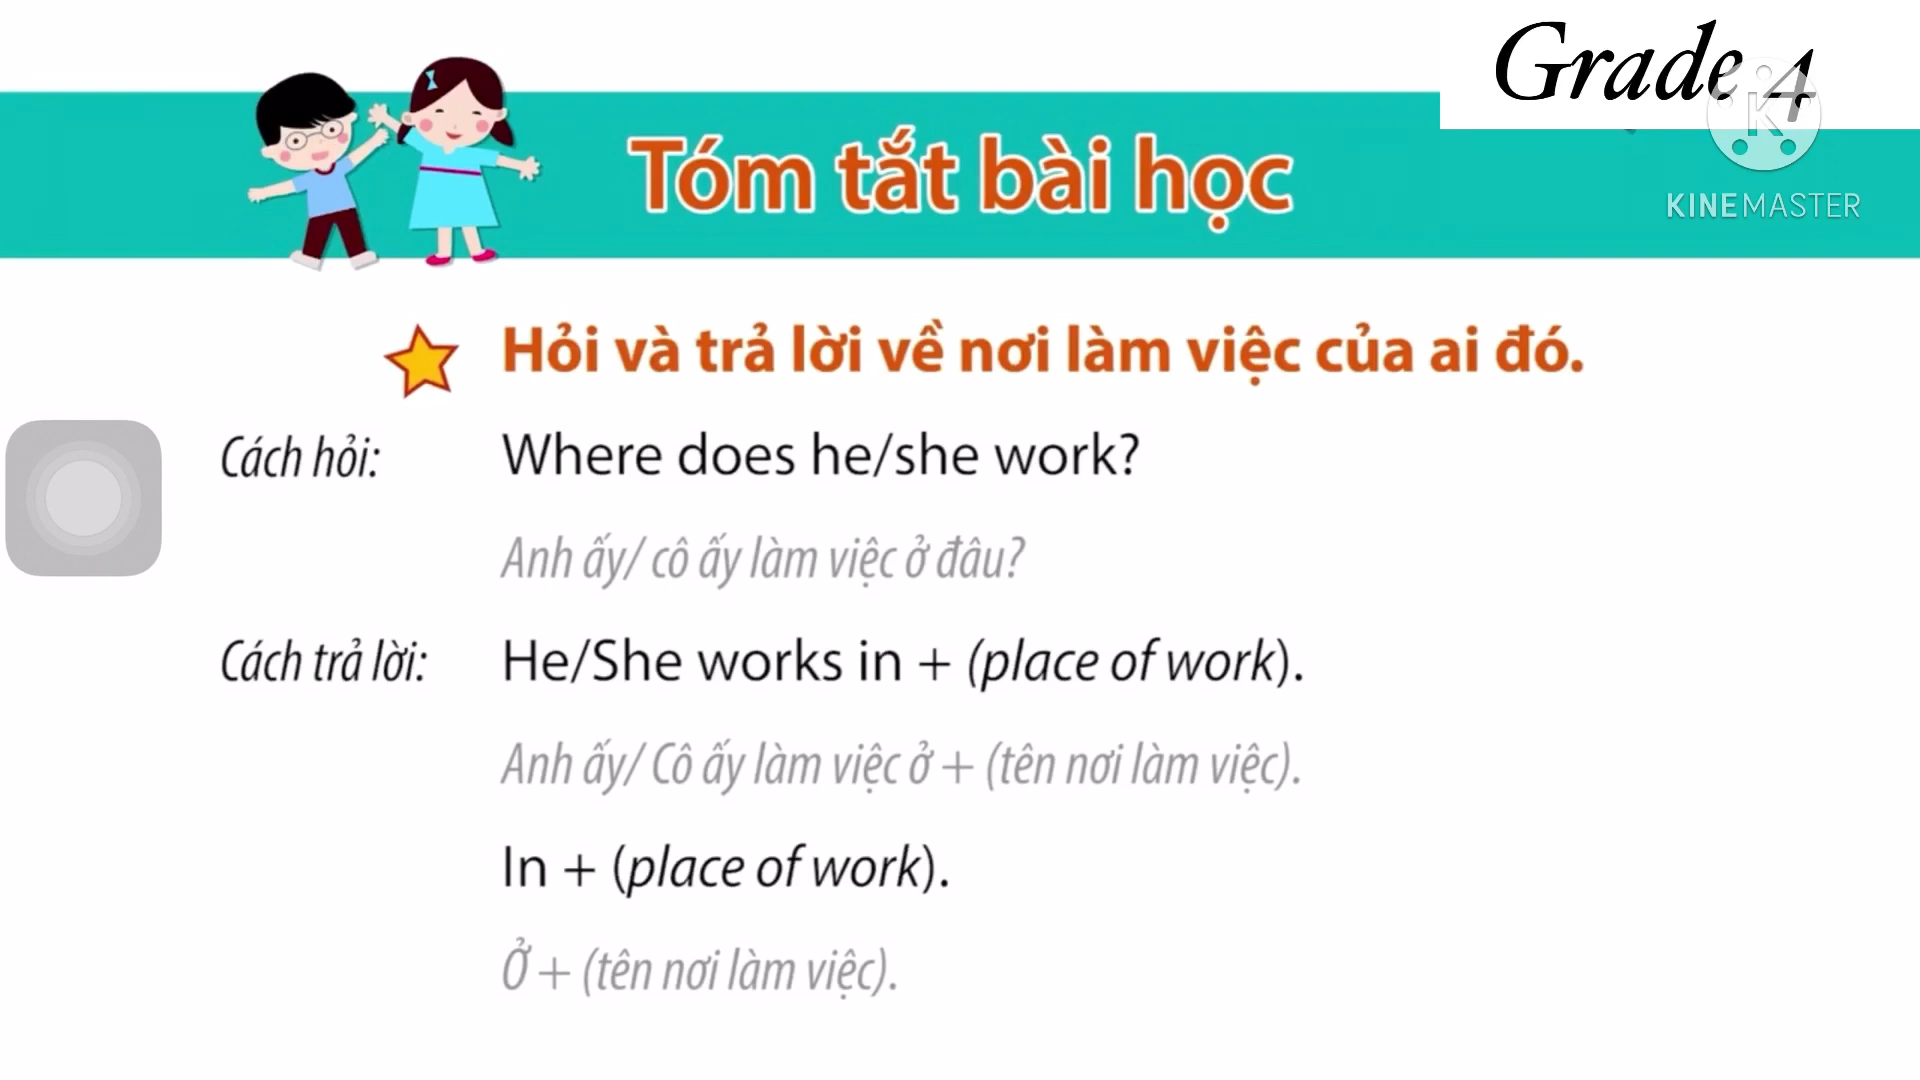 Grade 4
KINEMASTER
Tóm tắt bài học
Hỏi và trả lời về nơi làm việc của ai đó.
Cách hỏi: Where does he/she work?
Anh ấy/ cô ấy làm việc ở đâu?
Cách trả lời: He/She works in + (place of work).
Anh ấy/ Cô ấy làm việc ở + (tên nơi làm việc).
In + (place of work).
Ở + (tên nơi làm việc).